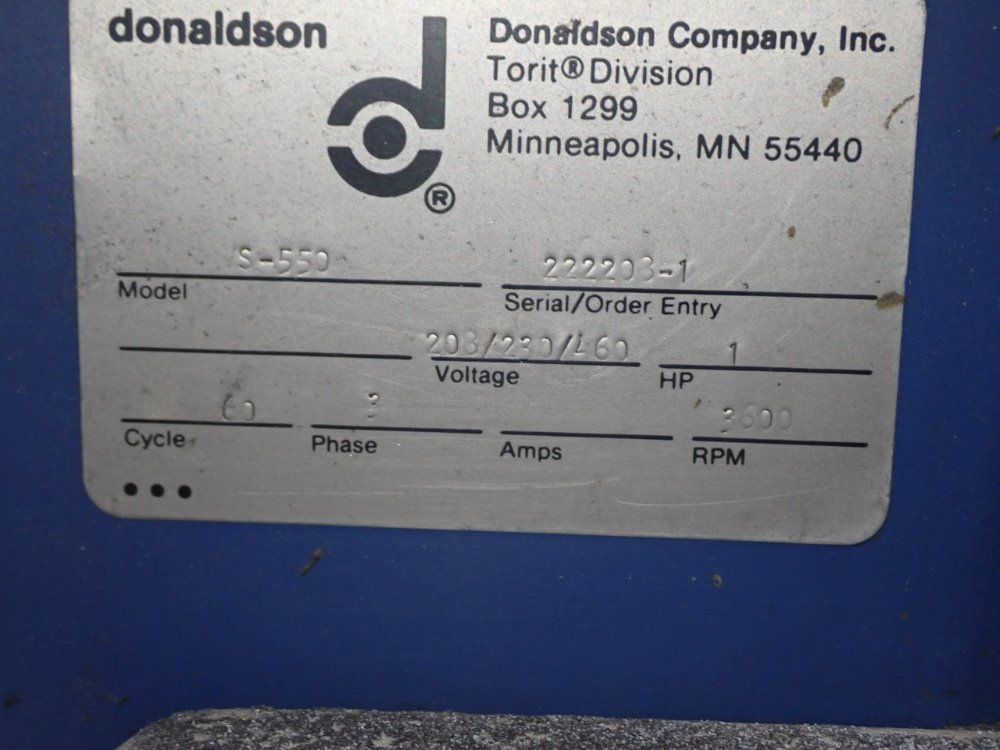 donaldson
d
®
Donaldson Company, Inc.
Torit® Division
Box 1299
Minneapolis, MN 55440
S-550
Model
222203-1
Serial/Order Entry
208/230/460
Voltage
1
HP
60
Cycle
3
Phase
Amps
3600
RPM